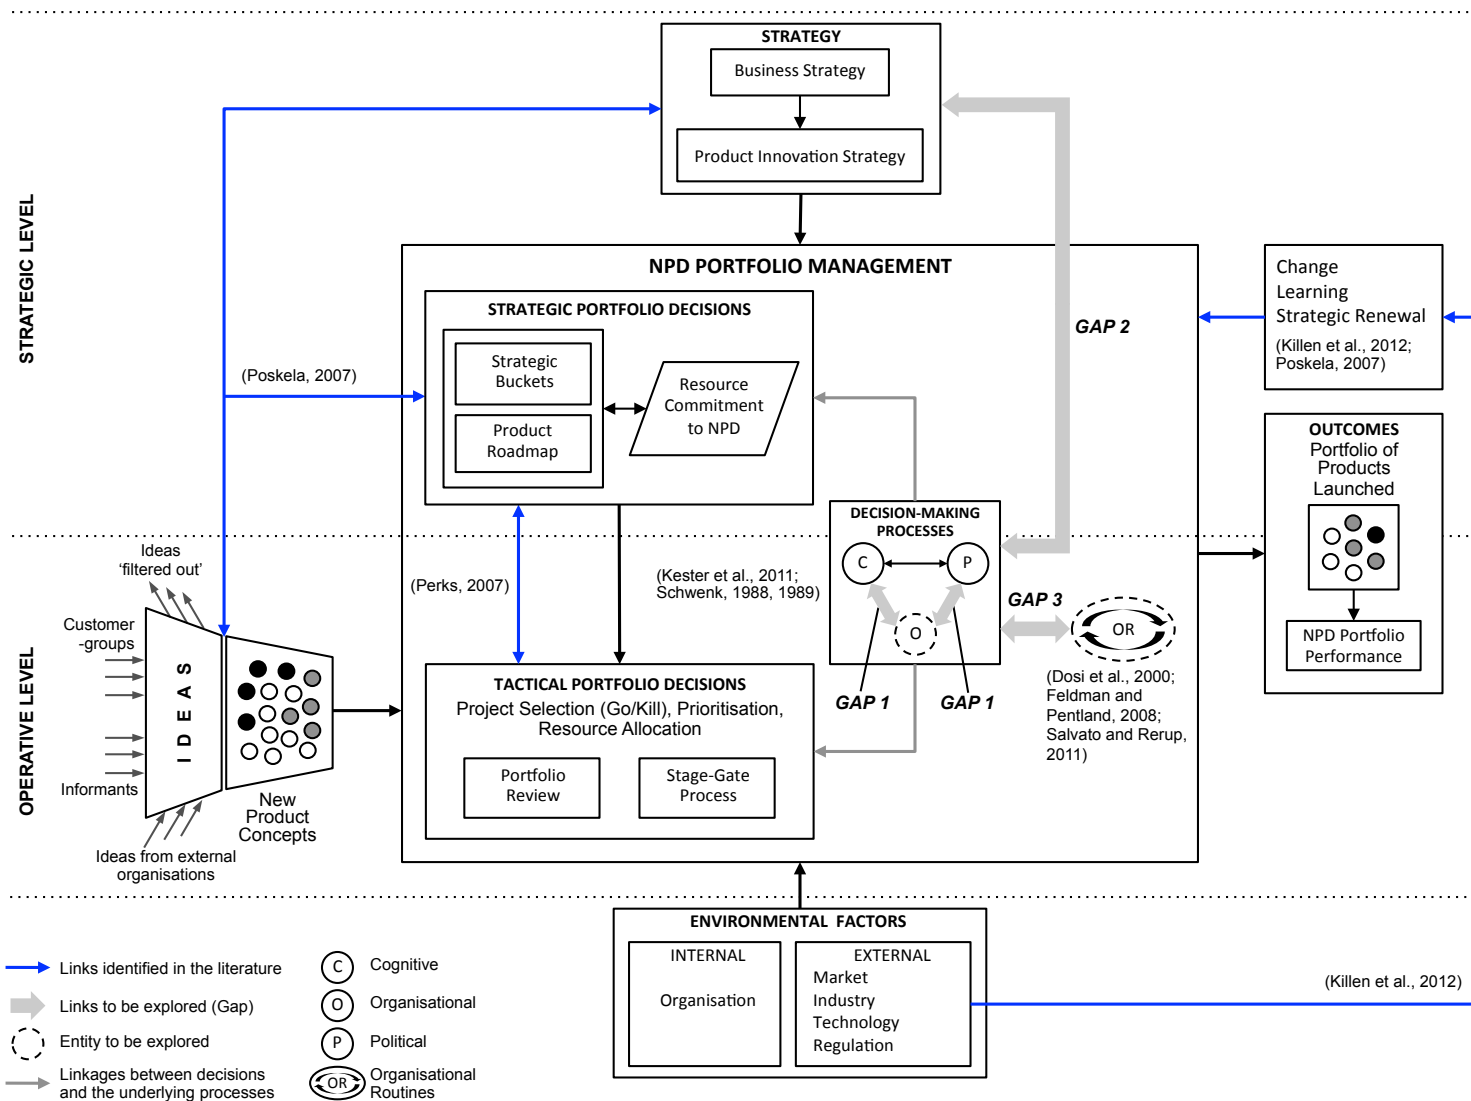 STRATEGY
Business Strategy
Product Innovation Strategy
STRATEGIC LEVEL
NPD PORTFOLIO MANAGEMENT
STRATEGIC PORTFOLIO DECISIONS
Strategic
Buckets
Product
Roadmap
Resource
Commitment
to NPD
(Poskela, 2007)
GAP 2
Change
Learning
Strategic Renewal
(Killen et al., 2012;
Poskela, 2007)
OUTCOMES
Portfolio of
Products
Launched
NPD Portfolio
Performance
DECISION-MAKING
PROCESSES
C
P
O
GAP 1
GAP 1
GAP 3
OR
(Dosi et al., 2000;
Feldman and
Pentland, 2008;
Salvato and Rerup,
2011)
(Perks, 2007)
(Kester et al., 2011;
Schwenk, 1988, 1989)
OPERATIVE LEVEL
Ideas
‘filtered out’
Customer
-groups
IDEAS
Informants
New
Product
Concepts
Ideas from external
organisations
TACTICAL PORTFOLIO DECISIONS
Project Selection (Go/Kill), Prioritisation,
Resource Allocation
Portfolio
Review
Stage-Gate
Process
ENVIRONMENTAL FACTORS
INTERNAL
Organisation
EXTERNAL
Market
Industry
Technology
Regulation
(Killen et al., 2012)
Links identified in the literature
Links to be explored (Gap)
Entity to be explored
Linkages between decisions
and the underlying processes
C Cognitive
O Organisational
P Political
OR Organisational
Routines